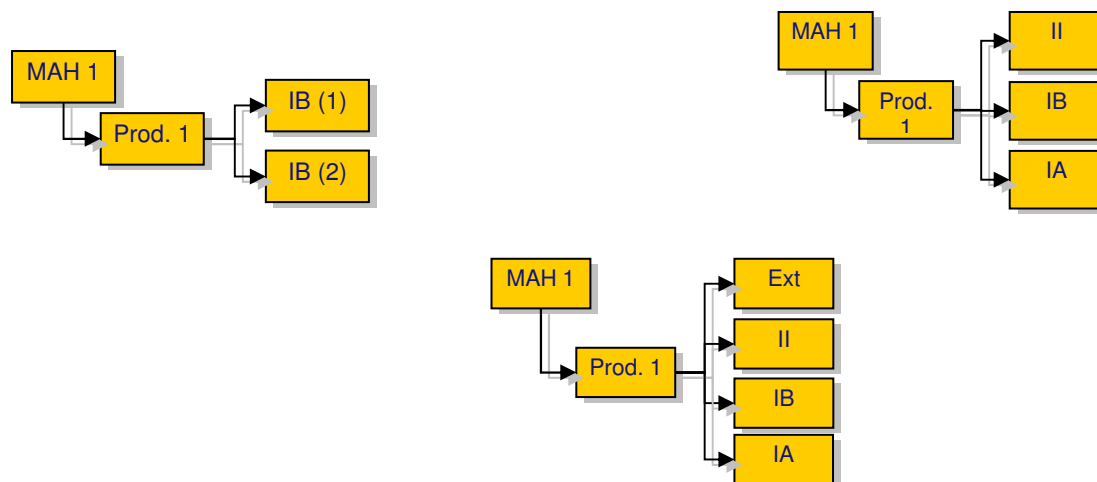 MAH 1
Prod. 1
IB (1)
IB (2)
MAH 1
Prod.
1
II
IB
IA
MAH 1
Prod. 1
Ext
II
IB
IA